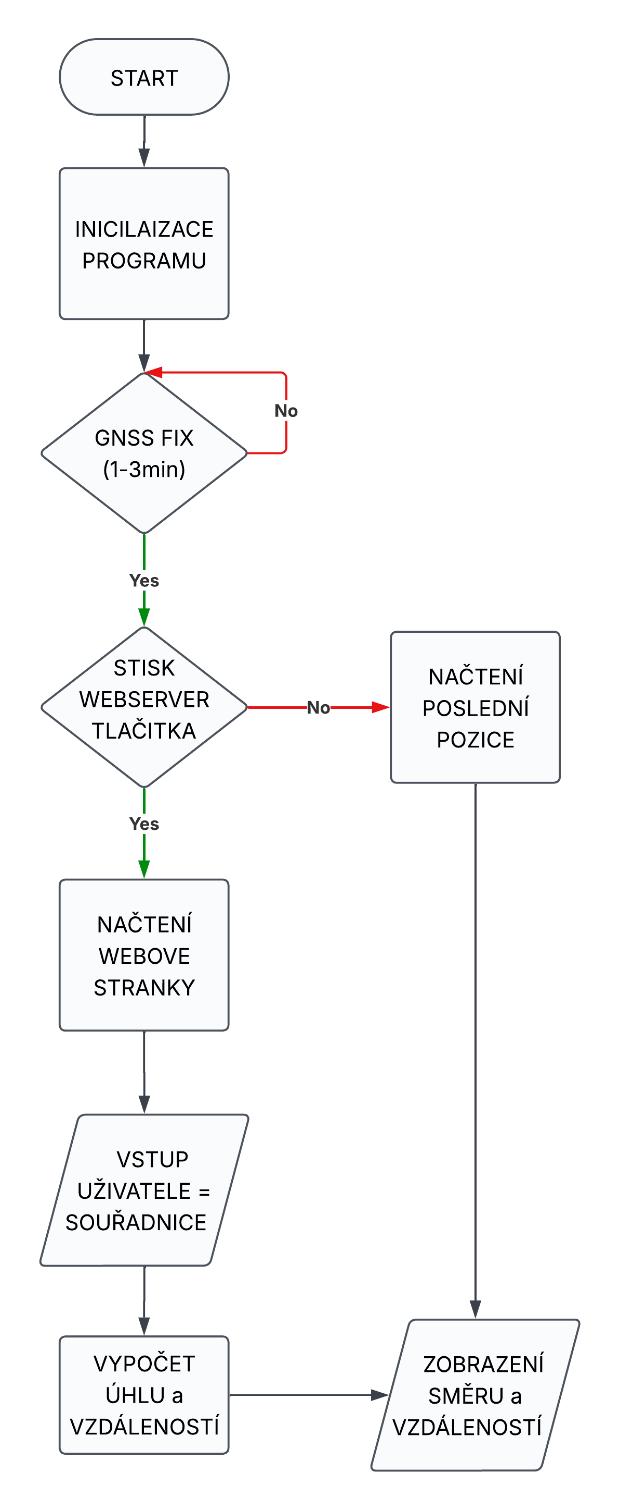 START
INICILAIZACE
PROGRAMU
GNSS FIX
(1-3min)
No
Yes
STISK
WEBSERVER
TLAČITKA
No
NAČTENÍ
POSLEDNÍ
POZICE
Yes
NAČTENÍ
WEBOVE
STRANKY
VSTUP
UŽIVATELE =
SOUŘADNICE
VYPOČET
ÚHLU a
VZDÁLENOSTÍ
ZOBRAZENÍ
SMĚRU a
VZDÁLENOSTÍ